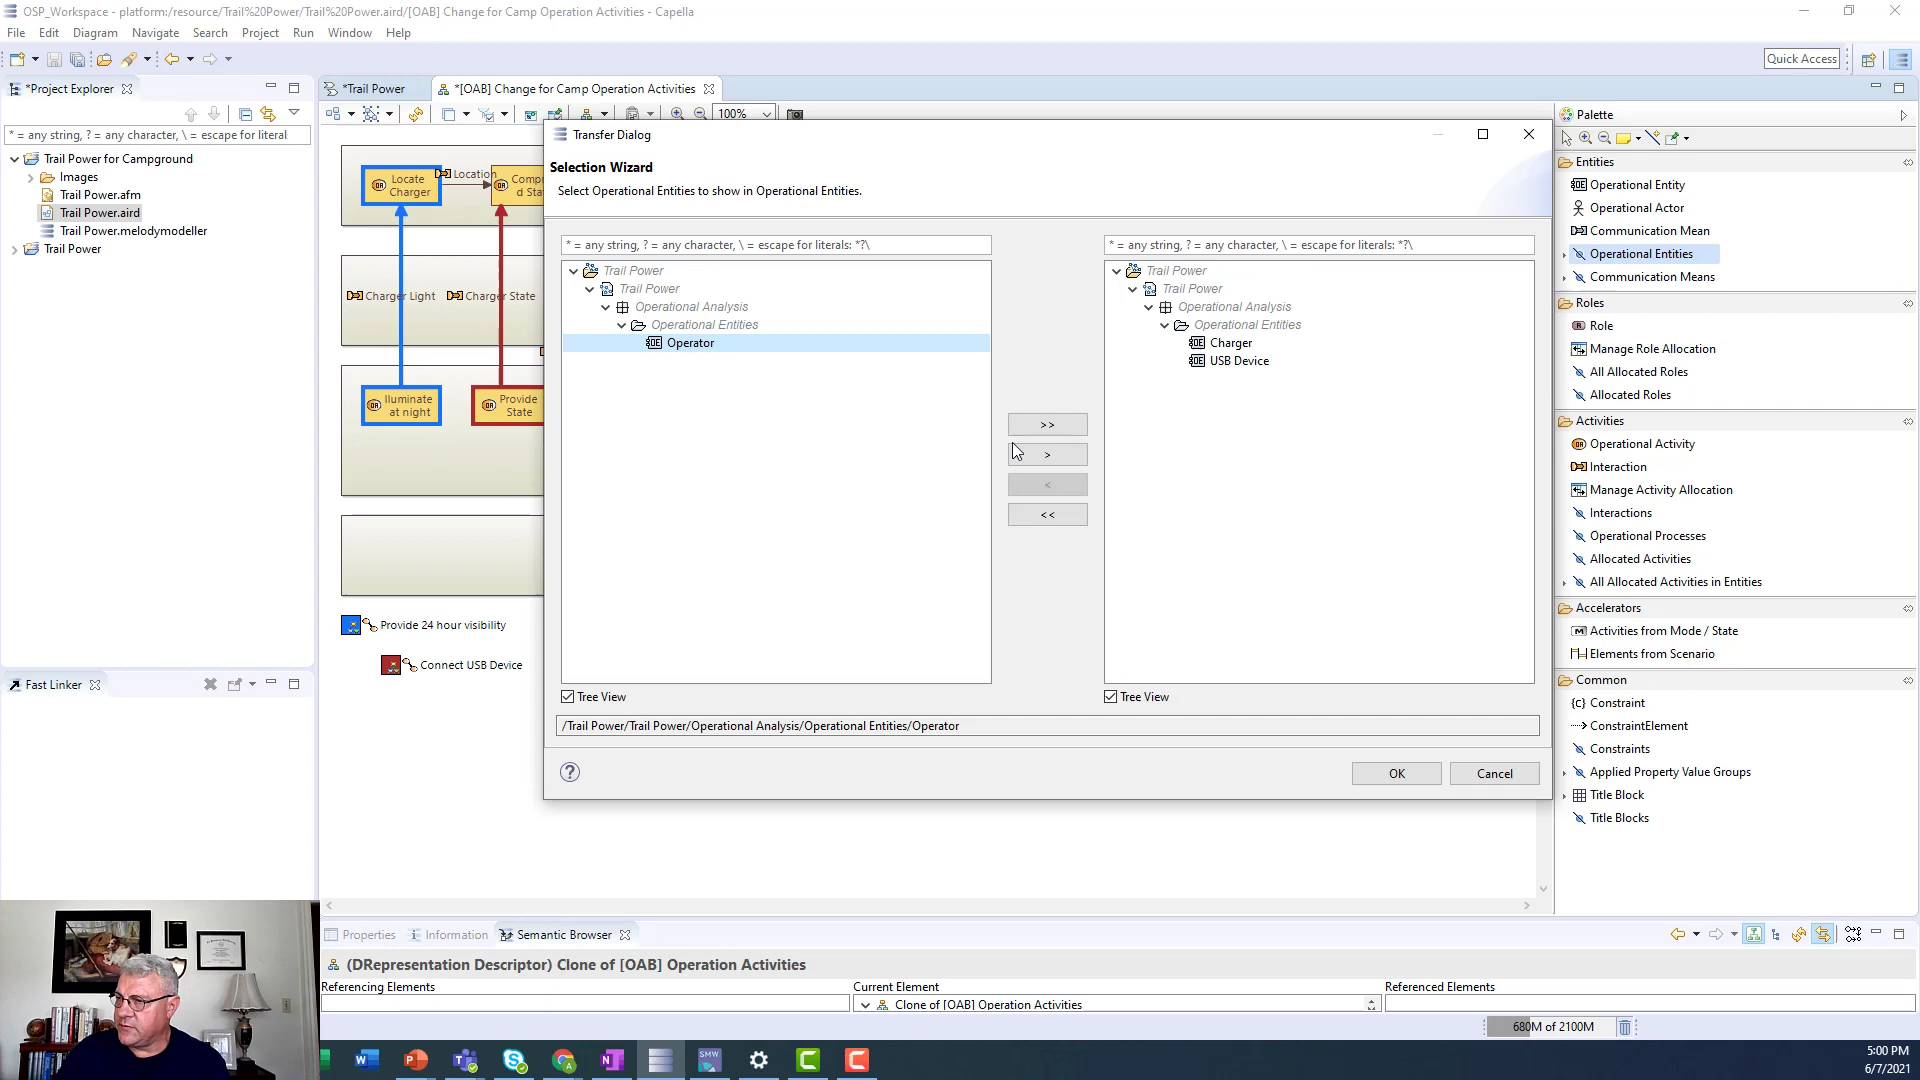 OSP_Workspace - platform:/resource/Trail%20Power/Trail%20Power.aird/[OAB] Change for Camp Operation Activities - Capella
File Edit Diagram Navigate Search Project Run Window Help
Quick Access
*Project Explorer
* = any string, ? = any character, \ = escape for literal
Trail Power for Campground
Images
Trail Power.afm
Trail Power.aird
Trail Power.melodymodeller
Trail Power
Fast Linker
*Trail Power
*[OAB] Change for Camp Operation Activities
100%
Locate Charger
Location
Charger Light
Charger State
Iluminate at night
Provide State
Provide 24 hour visibility
Connect USB Device
Transfer Dialog
Selection Wizard
Select Operational Entities to show in Operational Entities.
* = any string, ? = any character, \ = escape for literals: *?\
Trail Power
Trail Power
Operational Analysis
Operational Entities
Operator
Tree View
>>
>
<
<<
* = any string, ? = any character, \ = escape for literals: *?\
Trail Power
Trail Power
Operational Analysis
Operational Entities
Charger
USB Device
Tree View
/Trail Power/Trail Power/Operational Analysis/Operational Entities/Operator
OK
Cancel
Palette
Entities
Operational Entity
Operational Actor
Communication Mean
Operational Entities
Communication Means
Roles
Role
Manage Role Allocation
All Allocated Roles
Allocated Roles
Activities
Operational Activity
Interaction
Manage Activity Allocation
Interactions
Operational Processes
Allocated Activities
All Allocated Activities in Entities
Accelerators
Activities from Mode / State
Elements from Scenario
Common
Constraint
ConstraintElement
Constraints
Applied Property Value Groups
Title Block
Title Blocks
Properties
Information
Semantic Browser
(DRepresentation Descriptor) Clone of [OAB] Operation Activities
Referencing Elements
Current Element
Referenced Elements
Clone of [OAB] Operation Activities
680M of 2100M
5:00 PM
6/7/2021